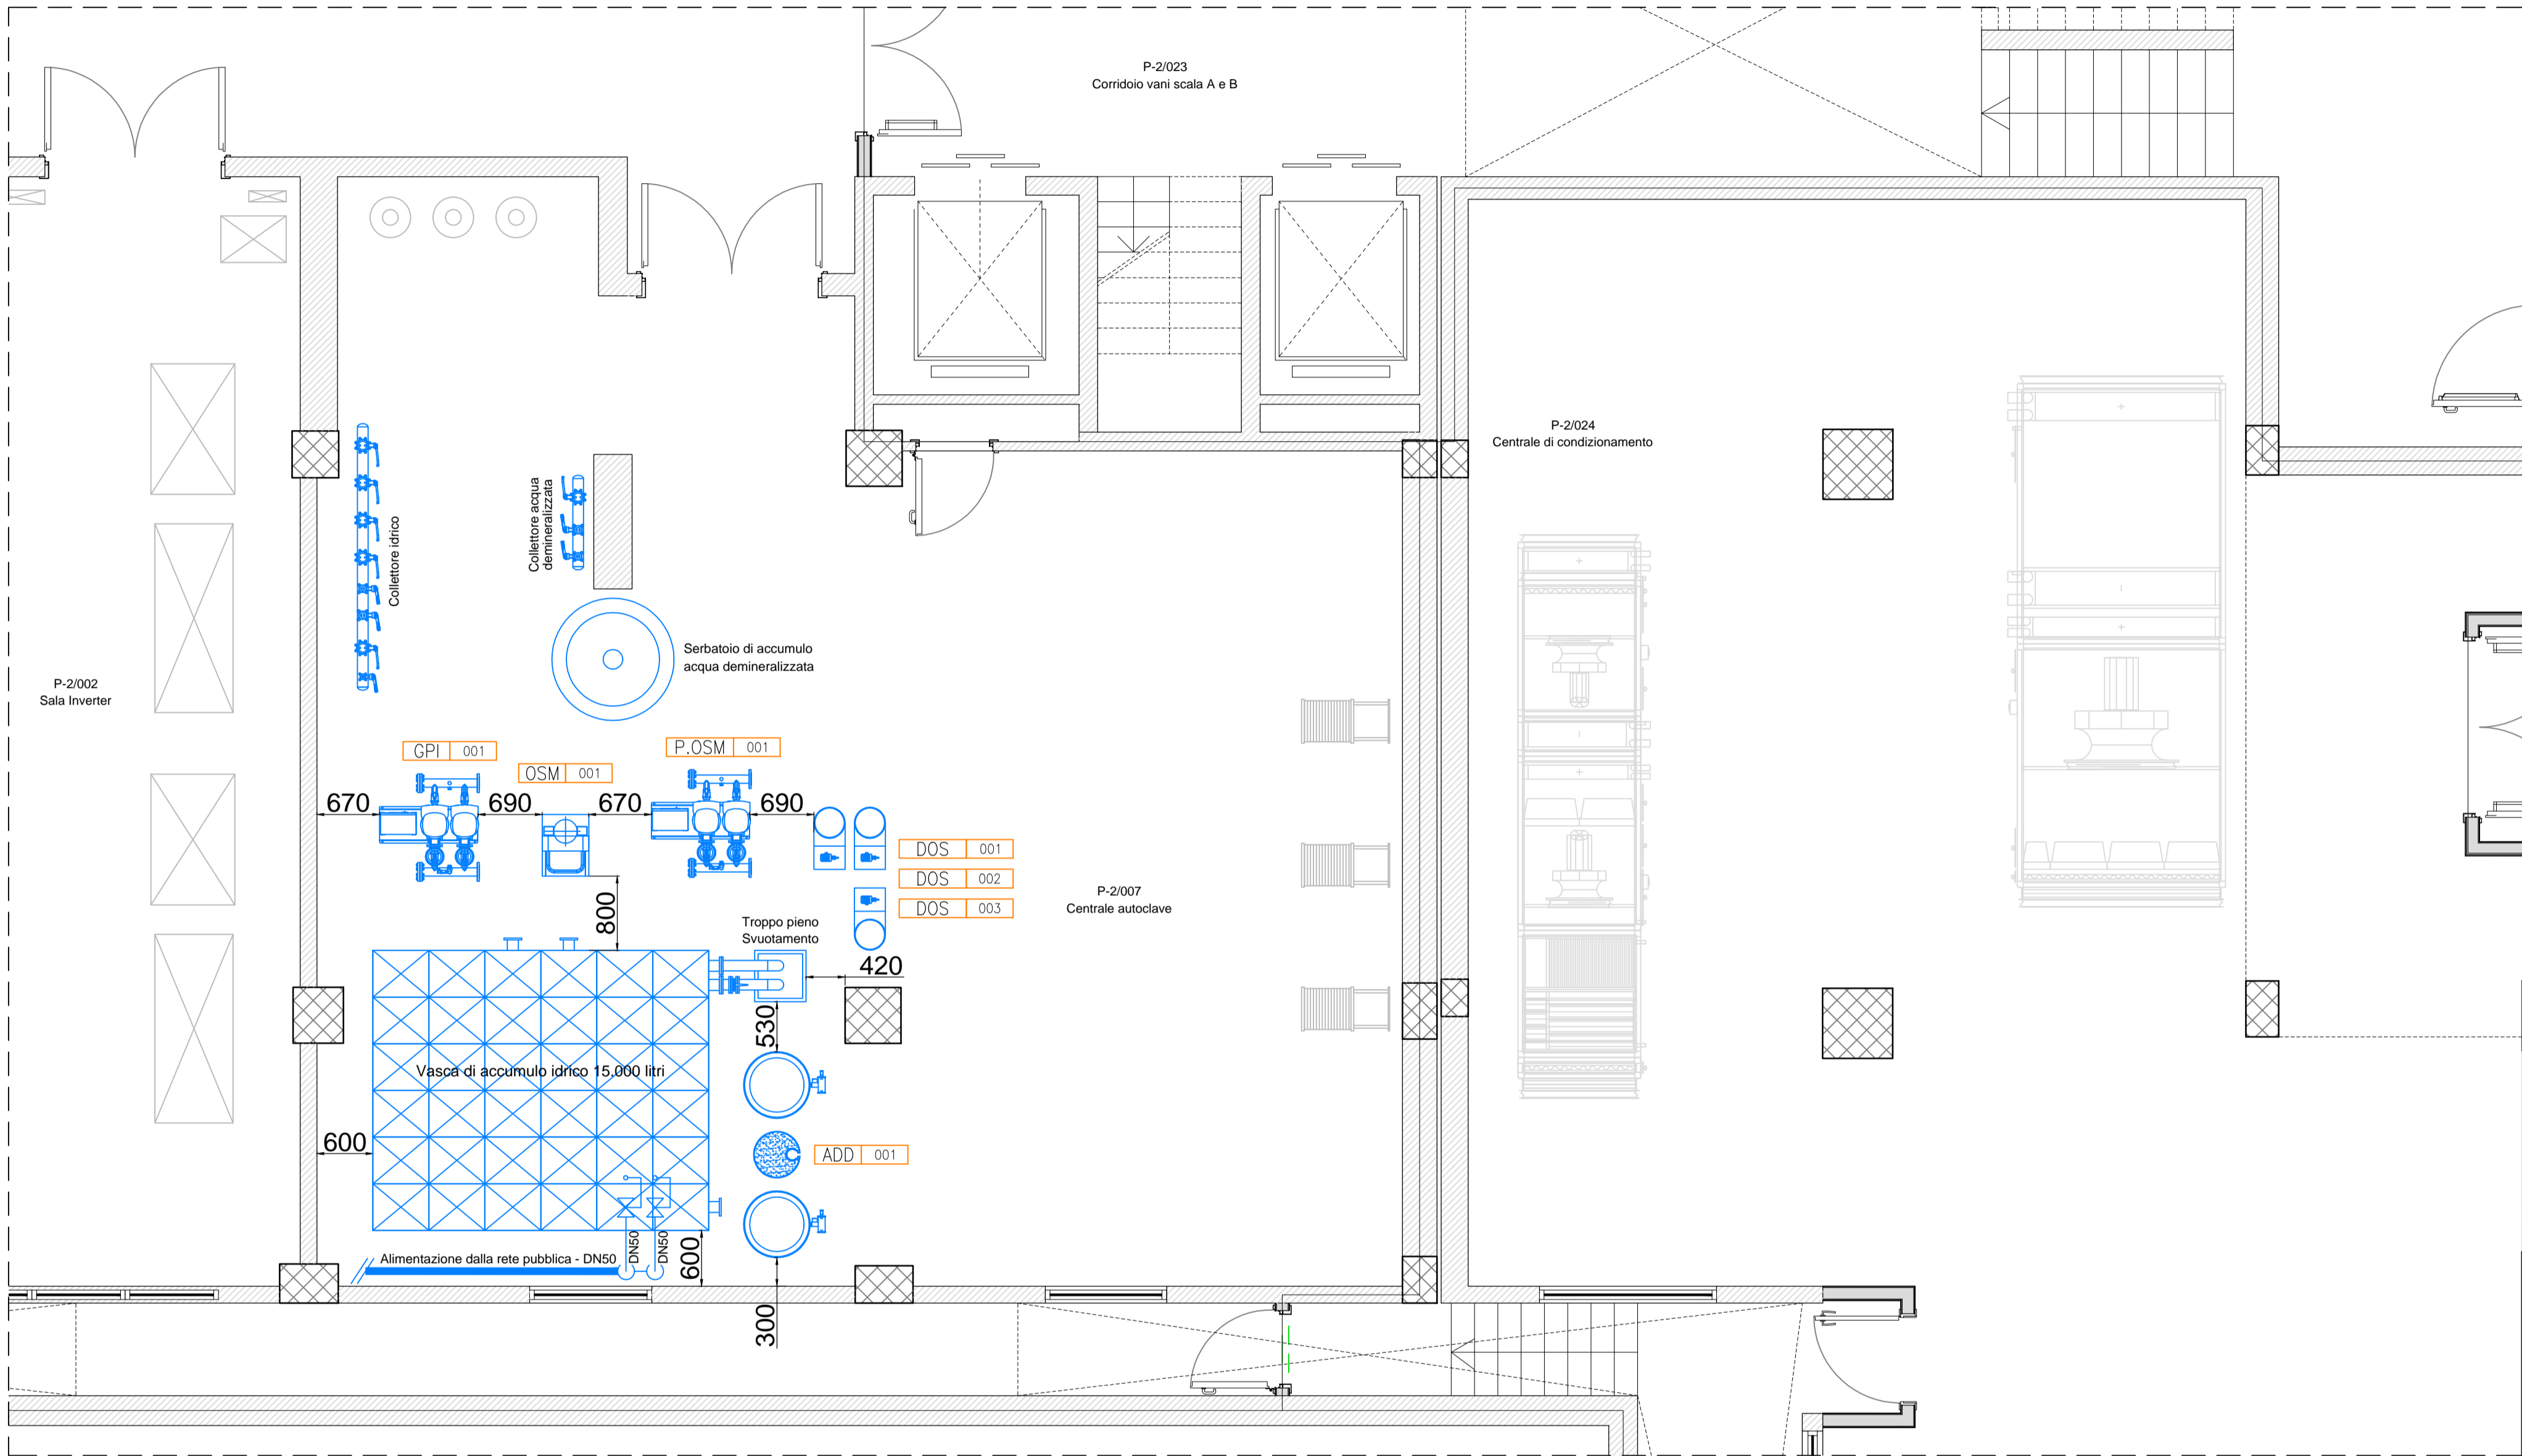 P-2/023
Corridoio vani scala A e B
P-2/024
Centrale di condizionamento
Collettore idrico
Collettore acqua
demineralizzata
Serbatoio di accumulo
acqua demineralizzata
P-2/002
Sala Inverter
GPI 001
OSM 001
P.OSM 001
670
690
670
690
DOS 001
DOS 002
DOS 003
800
P-2/007
Centrale autoclave
Troppo pieno
Svuotamento
420
530
Vasca di accumulo idrico 15.000 litri
600
ADD 001
Alimentazione dalla rete pubblica - DN50
DN50
DN50
600
300